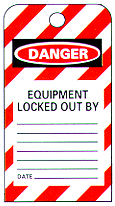 DANGER
EQUIPMENT
LOCKED OUT BY
DATE